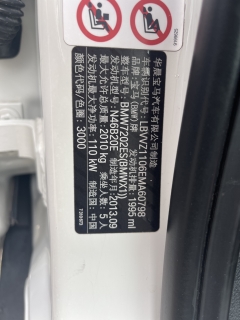 华晨宝马汽车有限公司制造
车辆识别代号: LBVVZ1106EMA60798
品牌: 宝马 (BMW) 牌
整车型号: BMW7202ES(BMWX1) 发动机排量: 1995 ml
发动机型号: N46B20E 制造年月: 2013.09
最大允许总质量: 2010 kg 乘坐人数: 5 人
发动机最大净功率: 110 kW 制造国: 中国
颜色代码/色圈: 3000